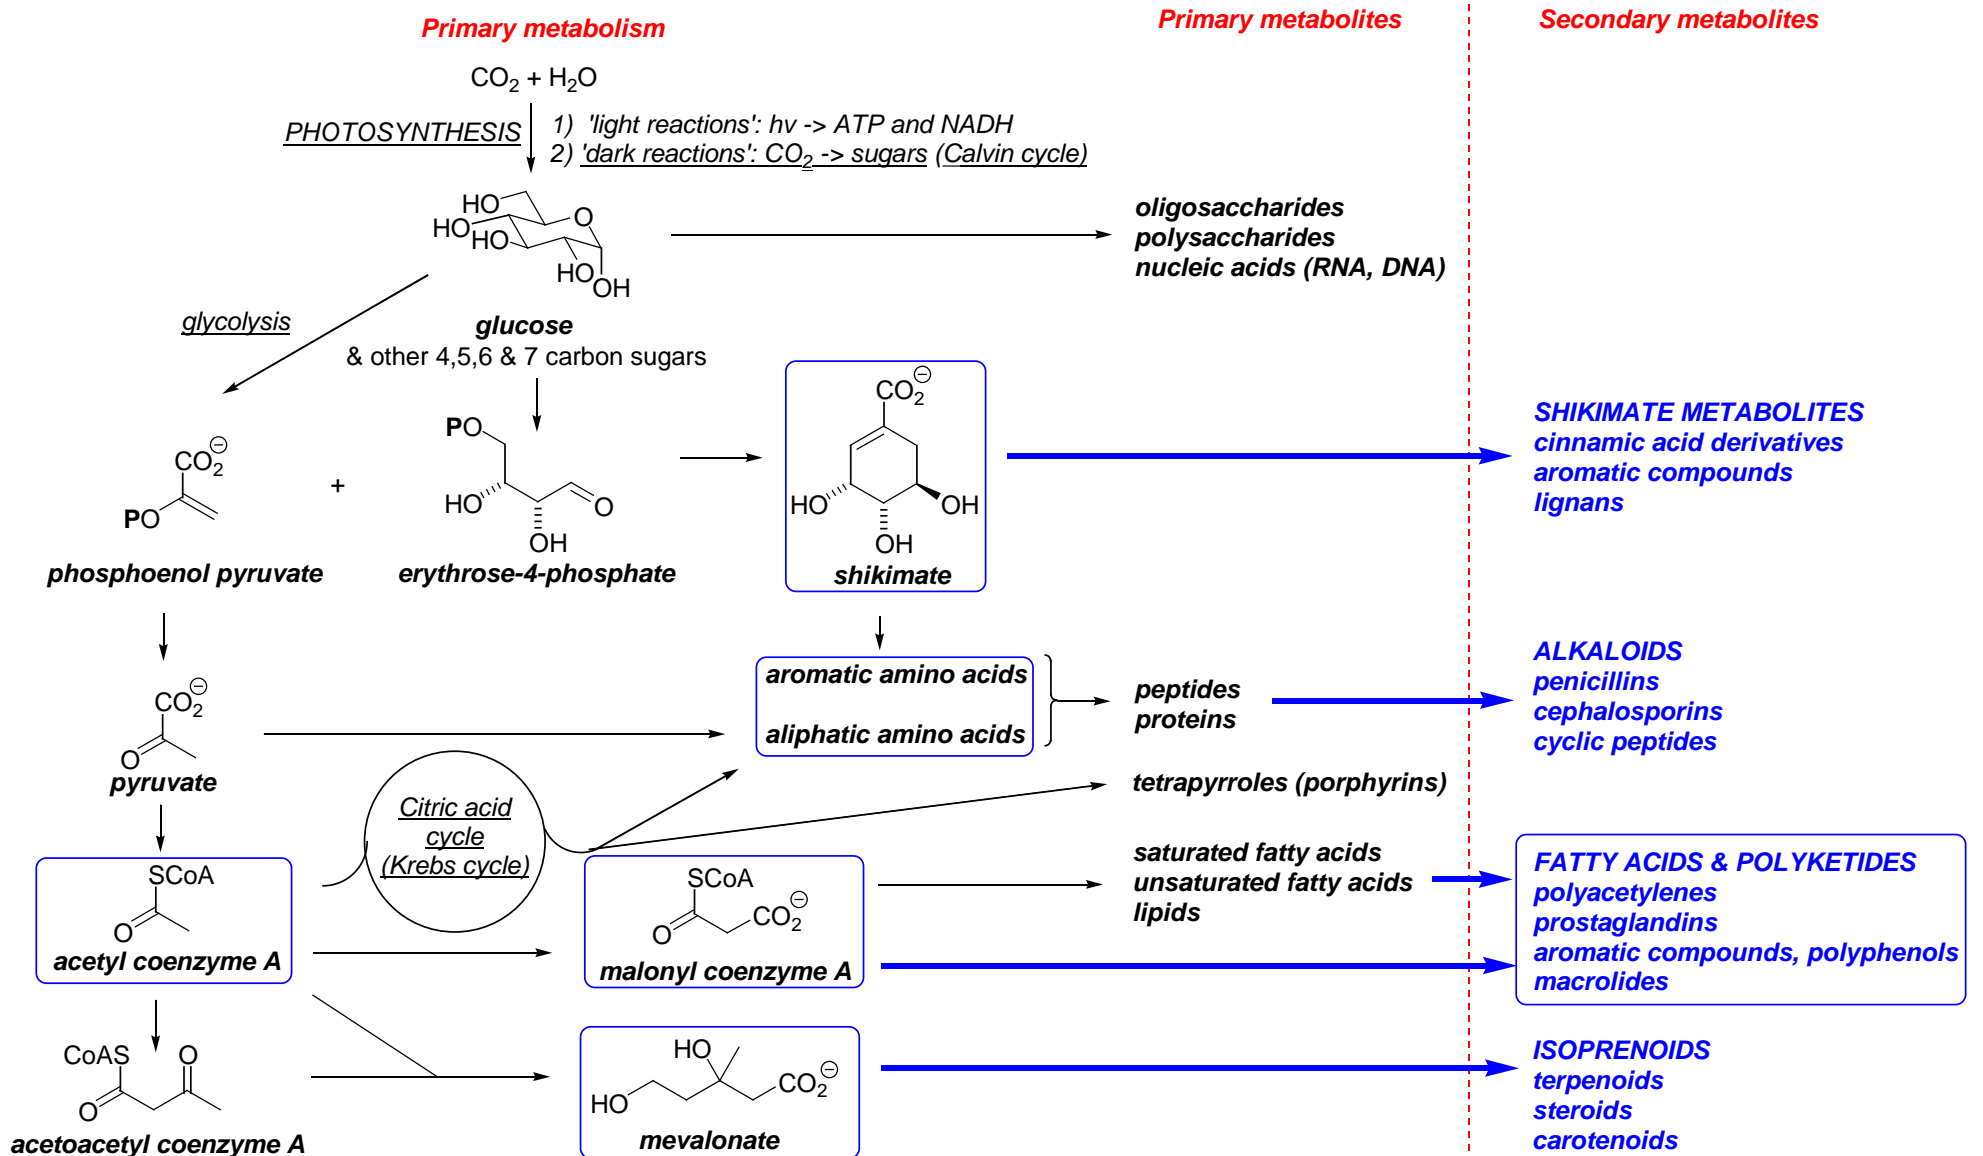 Primary metabolism
Primary metabolites
Secondary metabolites
CO2 + H2O
PHOTOSYNTHESIS
1) 'light reactions': hv -> ATP and NADH
2) 'dark reactions': CO2 -> sugars (Calvin cycle)
HO
O
HO
HO
HO
OH
oligosaccharides
polysaccharides
nucleic acids (RNA, DNA)
glycolysis
glucose
& other 4,5,6 & 7 carbon sugars
CO2 −
PO
+
PO
HO
O
OH
CO2 −
HO
OH
OH
phosphoenol pyruvate
erythrose-4-phosphate
shikimate
SHIKIMATE METABOLITES
cinnamic acid derivatives
aromatic compounds
lignans
CO2 −
O
pyruvate
aromatic amino acids
aliphatic amino acids
peptides
proteins
ALKALOIDS
penicillins
cephalosporins
cyclic peptides
Citric acid
cycle
(Krebs cycle)
tetrapyrroles (porphyrins)
SCoA
O
acetyl coenzyme A
SCoA
CO2 −
O
malonyl coenzyme A
saturated fatty acids
unsaturated fatty acids
lipids
FATTY ACIDS & POLYKETIDES
polyacetylenes
prostaglandins
aromatic compounds, polyphenols
macrolides
CoAS
O
O
acetoacetyl coenzyme A
HO
CO2 −
HO
mevalonate
ISOPRENOIDS
terpenoids
steroids
carotenoids